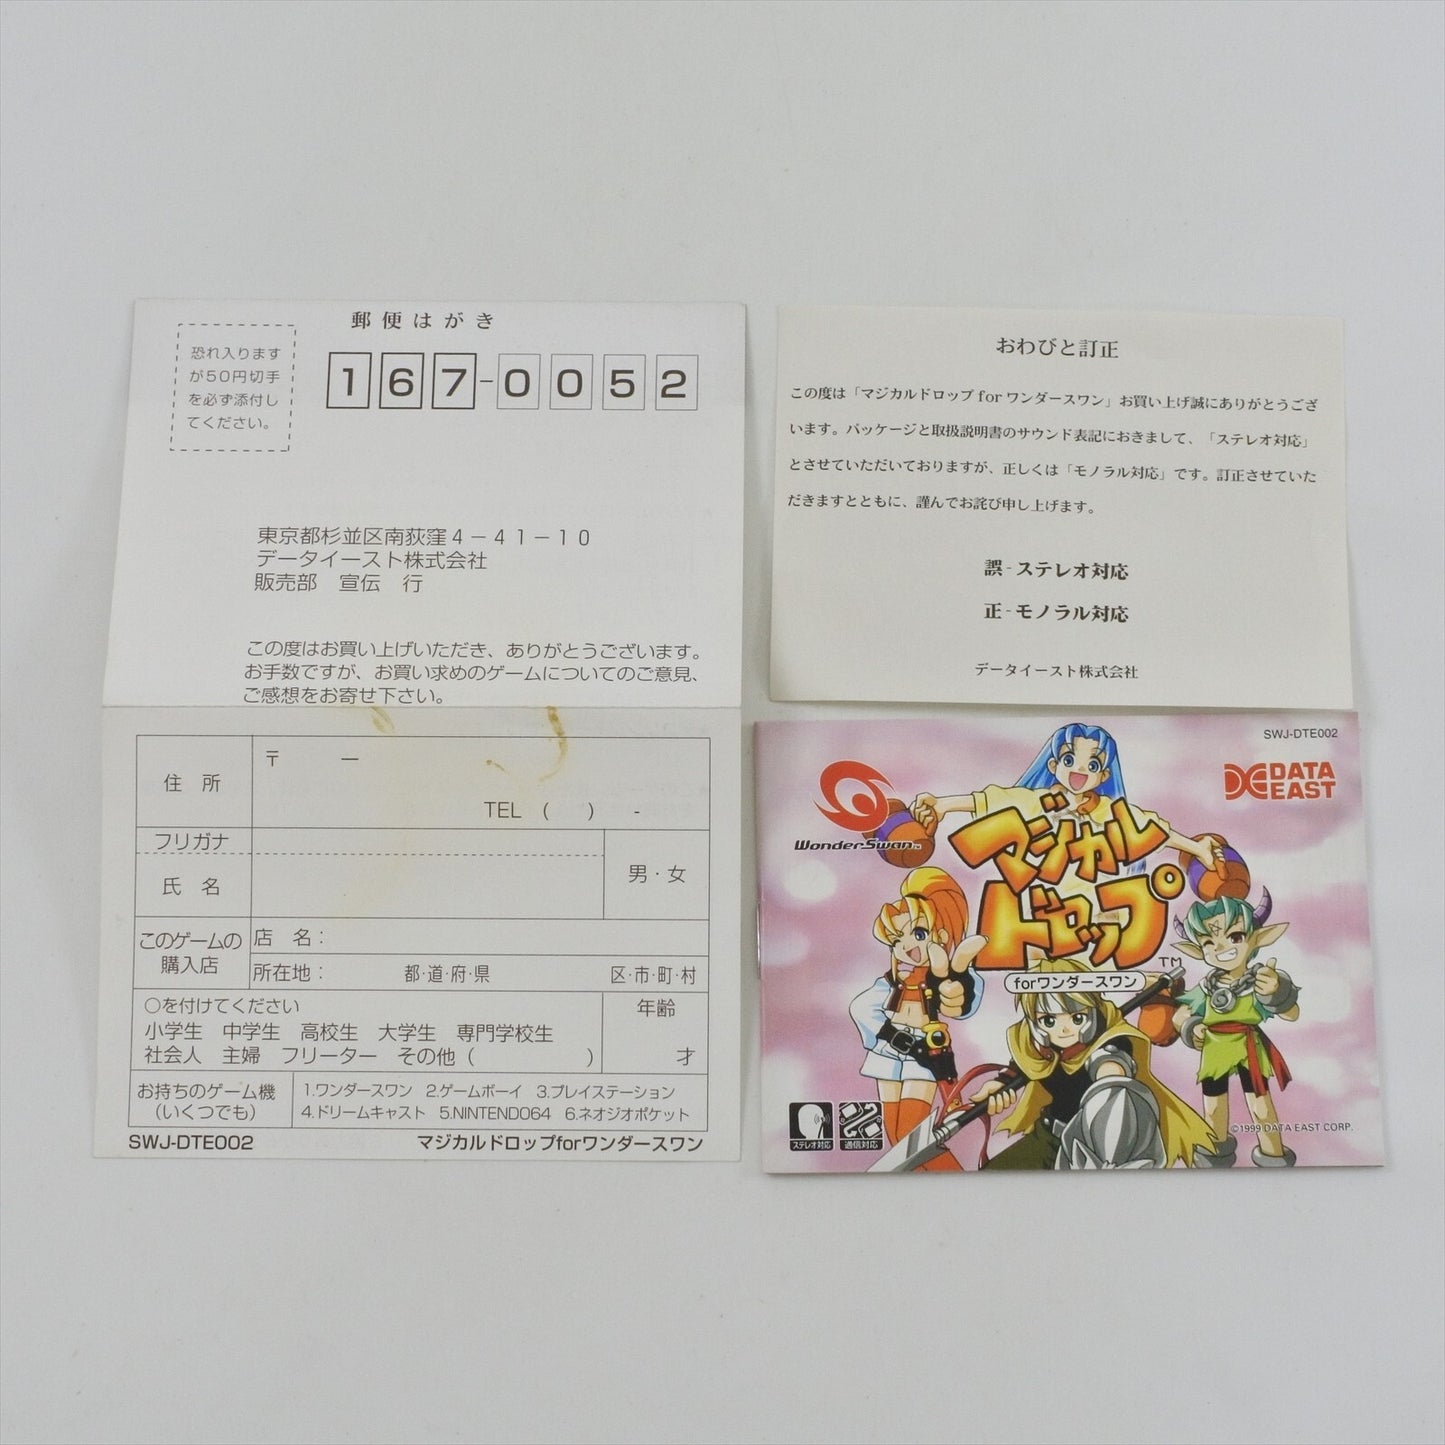 郵便はがき
恐れ入ります
が50円切手
を必ず添付し
てください。
167-0052
東京都杉並区南荻窪4－41－10
データイースト株式会社
販売部　宣伝　行
この度はお買い上げいただき、ありがとうございます。
お手数ですが、お買い求めのゲームについてのご意見、
ご感想をお寄せ下さい。
住　所
〒　　　－
TEL （　　）　-
フリガナ
氏　名
男・女
このゲームの
購入店
店　名：
所在地：　　　　都・道・府・県　　　　　　区・市・町・村
○を付けてください
小学生　中学生　高校生　大学生　専門学校生
社会人　主婦　フリーター　その他（　　　　　）
年齢
才
お持ちのゲーム機
（いくつでも）
1.ワンダースワン　2.ゲームボーイ　3.プレイステーション
4.ドリームキャスト　5.NINTENDO64　6.ネオジオポケット
SWJ-DTE002
マジカルドロップforワンダースワン
おわびと訂正
この度は「マジカルドロップ for ワンダースワン」お買い上げ誠にありがとうござ
います。パッケージと取扱説明書のサウンド表記におきまして、「ステレオ対応」
とさせていただいておりますが、正しくは「モノラル対応」です。訂正させていた
だきますとともに、謹んでお詫び申し上げます。
誤 - ステレオ対応
正 - モノラル対応
データイースト株式会社
SWJ-DTE002
DATA
EAST
WonderSwan™
マジカル
ドロップ
TM
forワンダースワン
ステレオ対応
通信対応
©1999 DATA EAST CORP.